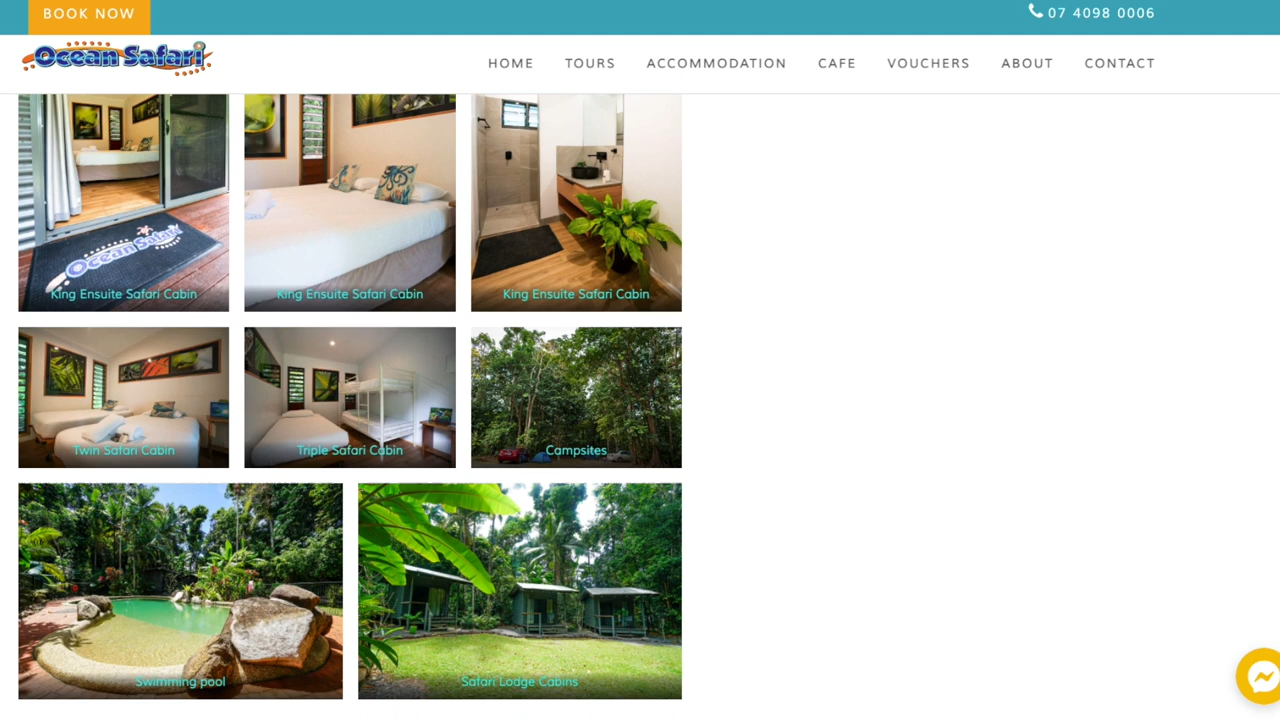 BOOK NOW
07 4098 0006
Ocean Safari
HOME TOURS ACCOMMODATION CAFE VOUCHERS ABOUT CONTACT
Ocean Safari
King Ensuite Safari Cabin
King Ensuite Safari Cabin
King Ensuite Safari Cabin
Twin Safari Cabin
Triple Safari Cabin
Campsites
Swimming pool
Safari Lodge Cabins